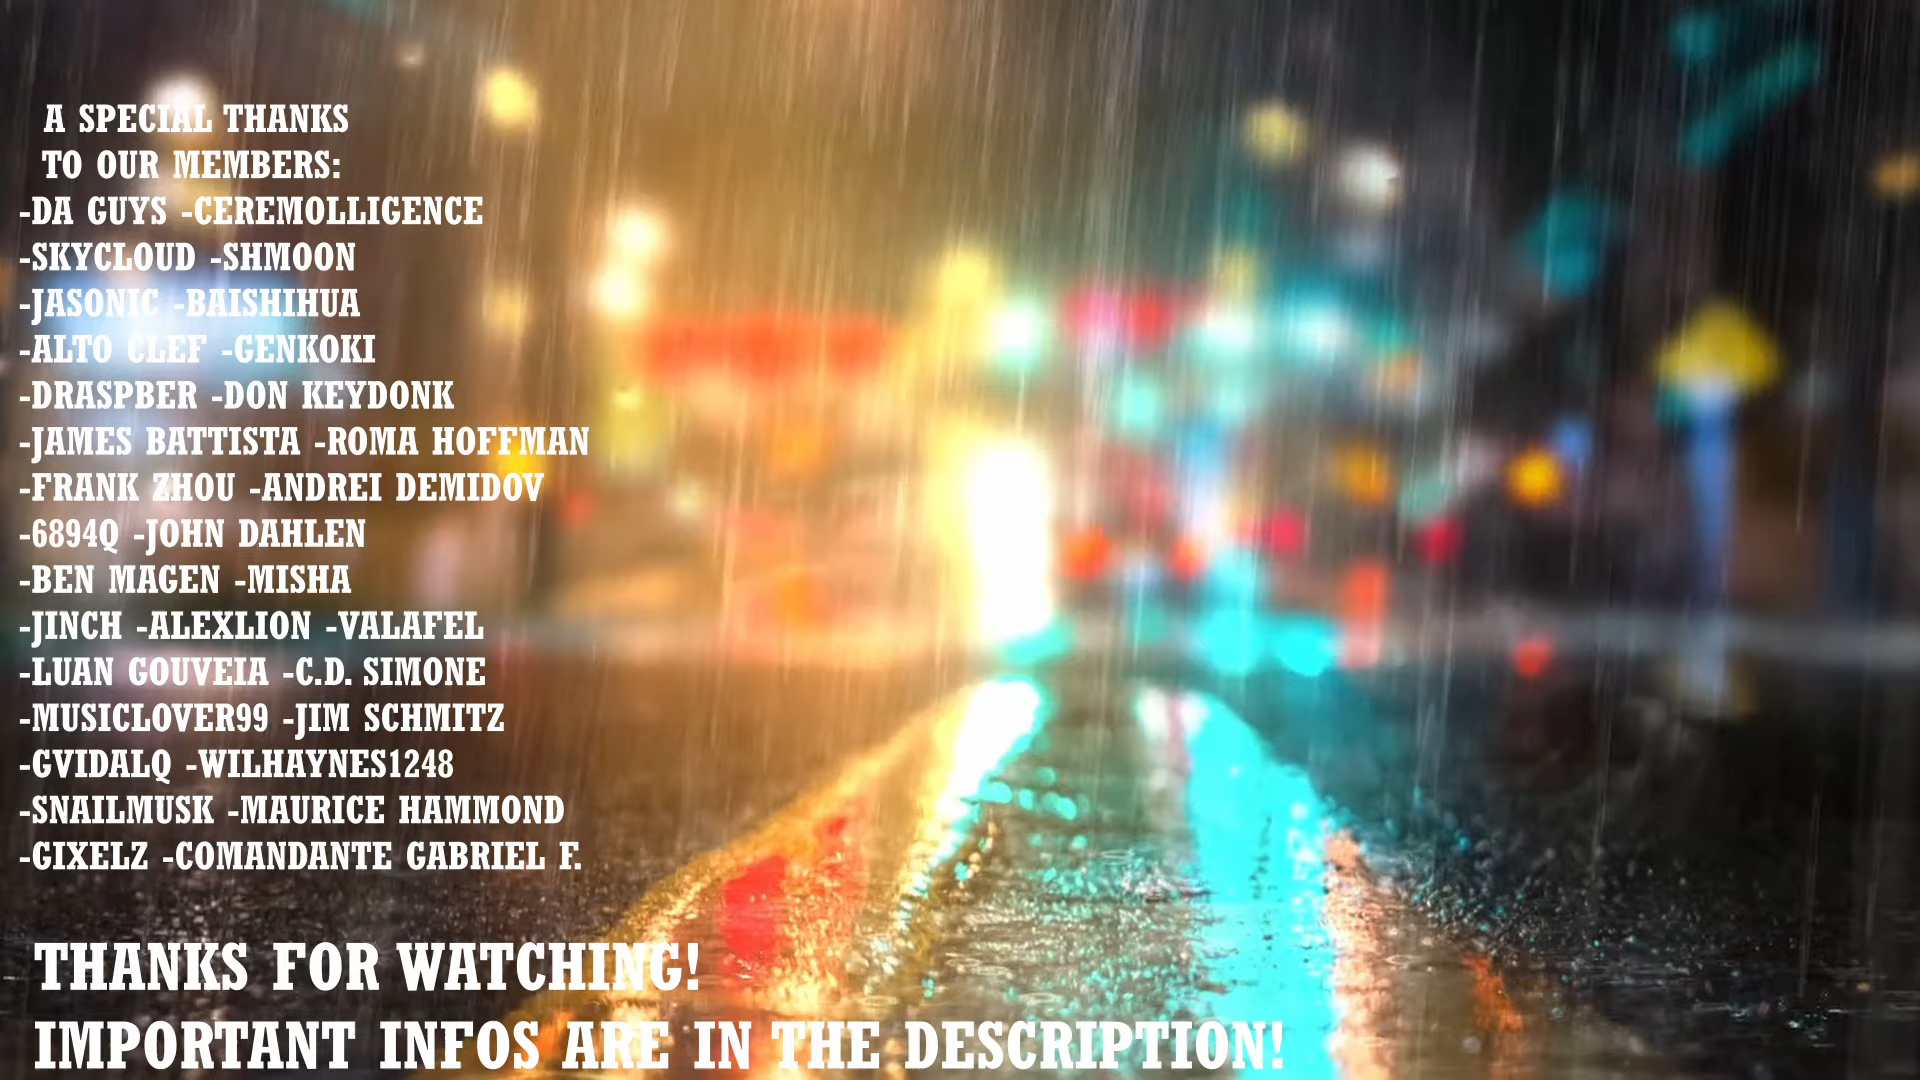 A SPECIAL THANKS
TO OUR MEMBERS:
-DA GUYS -CEREMOLLIGENCE
-SKYCLOUD -SHMOON
-JASONIC -BAISHIHUA
-ALTO CLEF -GENKOKI
-DRASPBER -DON KEYDONK
-JAMES BATTISTA -ROMA HOFFMAN
-FRANK ZHOU -ANDREI DEMIDOV
-6894Q -JOHN DAHLEN
-BEN MAGEN -MISHA
-JINCH -ALEXLION -VALAFEL
-LUAN GOUVEIA -C.D. SIMONE
-MUSICLOVER99 -JIM SCHMITZ
-GVIDALQ -WILHAYNES1248
-SNAILMUSK -MAURICE HAMMOND
-GIXELZ -COMANDANTE GABRIEL F.
THANKS FOR WATCHING!
IMPORTANT INFOS ARE IN THE DESCRIPTION!